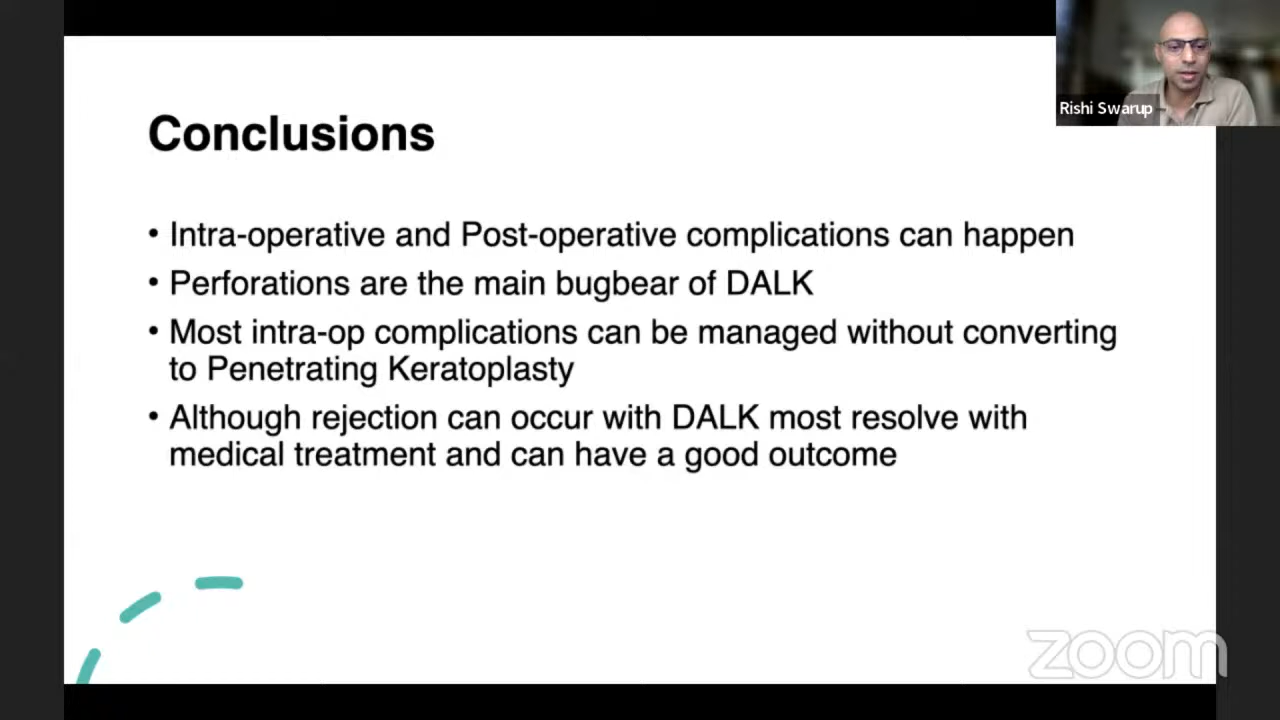 Rishi Swarup
Conclusions
• Intra-operative and Post-operative complications can happen
• Perforations are the main bugbear of DALK
• Most intra-op complications can be managed without converting
to Penetrating Keratoplasty
• Although rejection can occur with DALK most resolve with
medical treatment and can have a good outcome
zoom